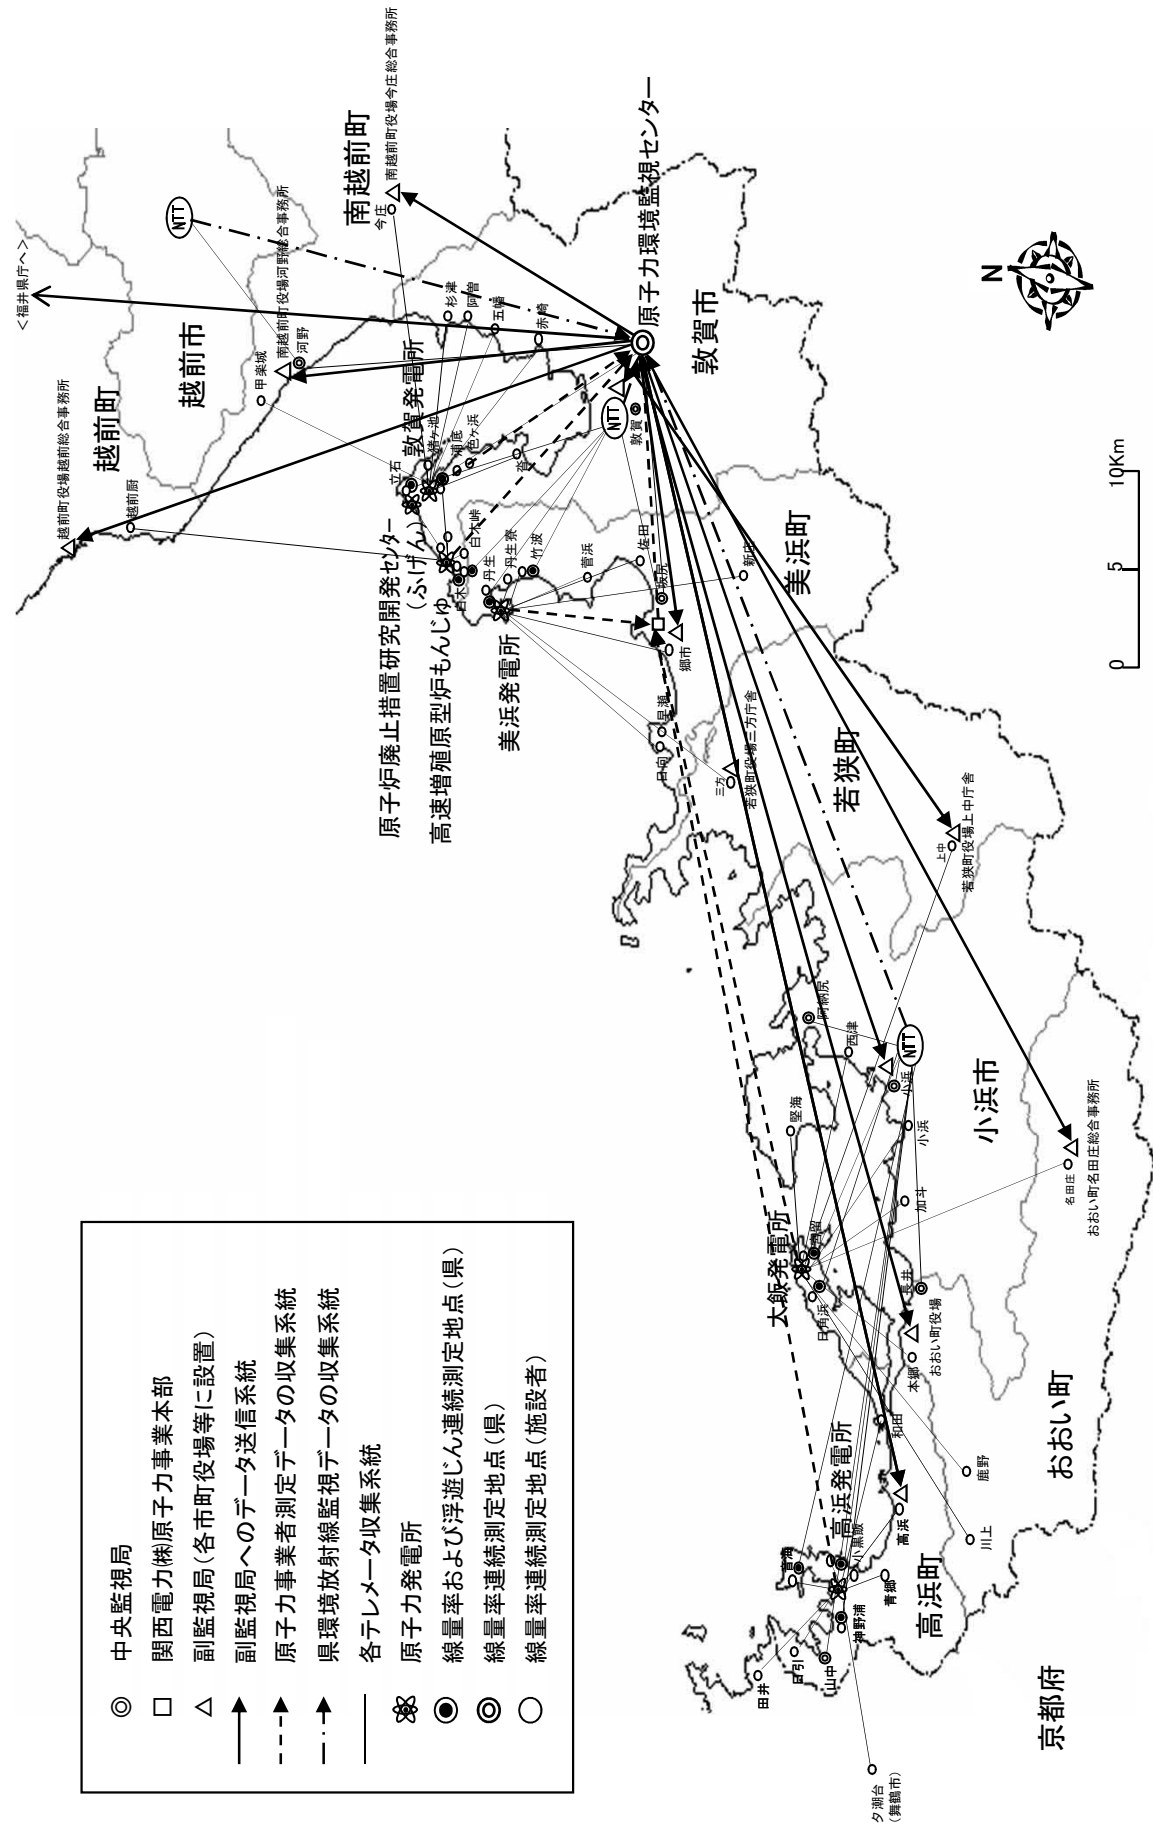 中央監視局
関西電力㈱原子力事業本部
副監視局(各市町役場等に設置)
副監視局へのデータ送信系統
原子力事業者測定データの収集系統
県環境放射線監視データの収集系統
各テレメータ収集系統
原子力発電所
線量率および浮遊じん連続測定地点(県)
線量率連続測定地点(県)
線量率連続測定地点(施設者)
越前町役場越前総合事務所
越前町
越前厨
越前市
甲楽城
南越前町役場河野総合事務所
河野
<福井県庁へ>
NTT
南越前町
南越前町役場今庄総合事務所
今庄
杉津
阿曽
五幡
赤崎
敦賀発電所
立石
猪ヶ池
浦底
色ヶ浜
沓
原子炉廃止措置研究開発センター
(ふげん)
高速増殖原型炉もんじゅ
白木
白木峠
丹生
丹生寮
竹波
美浜発電所
菅浜
佐田
坂尻
新庄
NTT
敦賀
原子力環境監視センター
敦賀市
美浜町
郷市
早瀬
日向
三方
若狭町役場三方庁舎
若狭町
上中
若狭町役場上中庁舎
阿納尻
西津
堅海
NTT
小浜
小浜
小浜市
加斗
名田庄
おおい町名田庄総合事務所
大飯発電所
宮留
日角浜
長井
本郷
おおい町役場
おおい町
和田
鹿野
川上
高浜発電所
小黒飯
音海
高浜
青郷
高浜町
神野浦
山中
日引
田井
夕潮台
(舞鶴市)
京都府
N
0
5
10Km